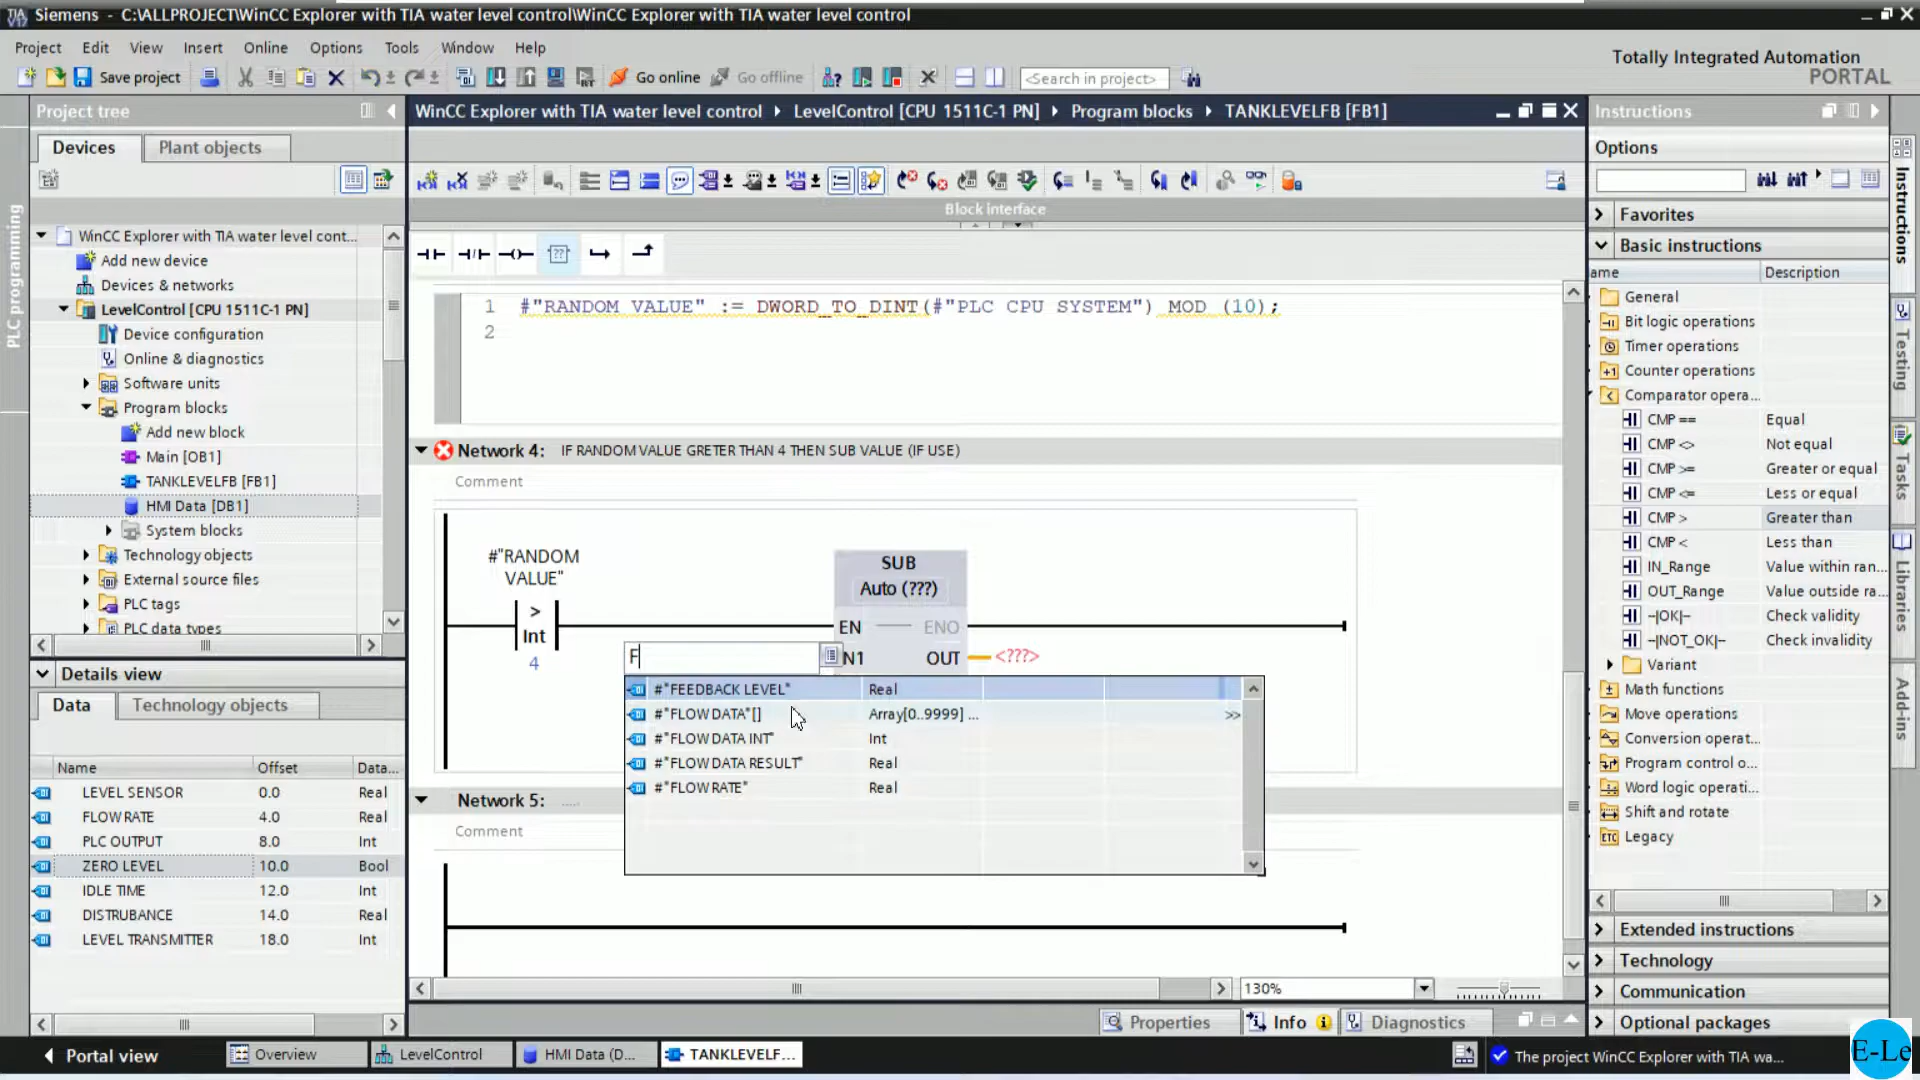 Siemens - C:\ALLPROJECT\WinCC Explorer with TIA water level control\WinCC Explorer with TIA water level control
Project Edit View Insert Online Options Tools Window Help
Totally Integrated Automation
PORTAL
Save project
Go online
Go offline
<Search in project>
Project tree
WinCC Explorer with TIA water level control
LevelControl [CPU 1511C-1 PN]
Program blocks
TANKLEVELFB [FB1]
Instructions
Devices
Plant objects
Options
Block interface
PLC programming
WinCC Explorer with TIA water level cont...
Add new device
Devices & networks
LevelControl [CPU 1511C-1 PN]
Device configuration
Online & diagnostics
Software units
Program blocks
Add new block
Main [OB1]
TANKLEVELFB [FB1]
HMI Data [DB1]
System blocks
Technology objects
External source files
PLC tags
PLC data types
Details view
Data
Technology objects
Name Offset Data...
LEVEL SENSOR 0.0 Real
FLOW RATE 4.0 Real
PLC OUTPUT 8.0 Int
ZERO LEVEL 10.0 Bool
IDLE TIME 12.0 Int
DISTRUBANCE 14.0 Real
LEVEL TRANSMITTER 18.0 Int
??
1 #"RANDOM VALUE" := DWORD_TO_DINT(#"PLC CPU SYSTEM") MOD (10);
2
Network 4: IF RANDOM VALUE GRETER THAN 4 THEN SUB VALUE (IF USE)
Comment
#"RANDOM
VALUE"
>
Int
4
SUB
Auto (???)
EN ENO
F
N1 OUT <???>
#"FEEDBACK LEVEL" Real
#"FLOW DATA"[] Array[0..9999] ... >>
#"FLOW DATA INT" Int
#"FLOW DATA RESULT" Real
#"FLOW RATE" Real
Network 5: .....
Comment
130%
Properties
Info
Diagnostics
Favorites
Basic instructions
ame Description
General
Bit logic operations
Timer operations
Counter operations
Comparator opera...
CMP == Equal
CMP <> Not equal
CMP >= Greater or equal
CMP <= Less or equal
CMP > Greater than
CMP < Less than
IN_Range Value within ran...
OUT_Range Value outside ra...
-|OK|- Check validity
-|NOT_OK|- Check invalidity
Variant
Math functions
Move operations
Conversion operat...
Program control o...
Word logic operati...
Shift and rotate
ETC Legacy
Extended instructions
Technology
Communication
Optional packages
Instructions
Testing
Tasks
Libraries
Add-ins
Portal view
Overview
LevelControl
HMI Data (D...
TANKLEVELF...
The project WinCC Explorer with TIA wa...
E-Le